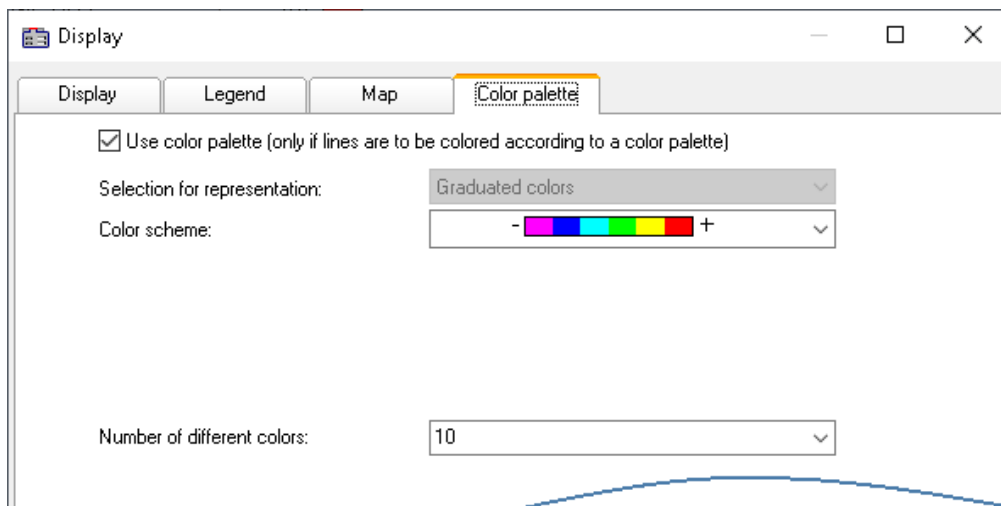 Display
Display Legend Map Color palette
Use color palette (only if lines are to be colored according to a color palette)
Selection for representation: Graduated colors
Color scheme: - +
Number of different colors: 10